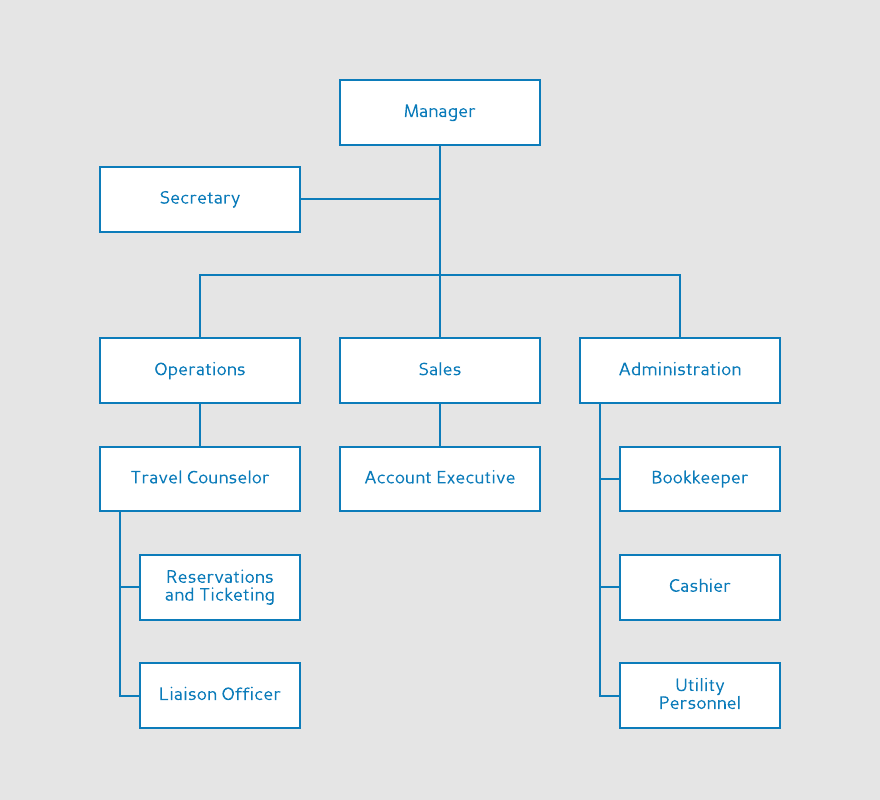 Manager
Secretary
Operations
Sales
Administration
Travel Counselor
Account Executive
Bookkeeper
Reservations
and Ticketing
Cashier
Liaison Officer
Utility
Personnel